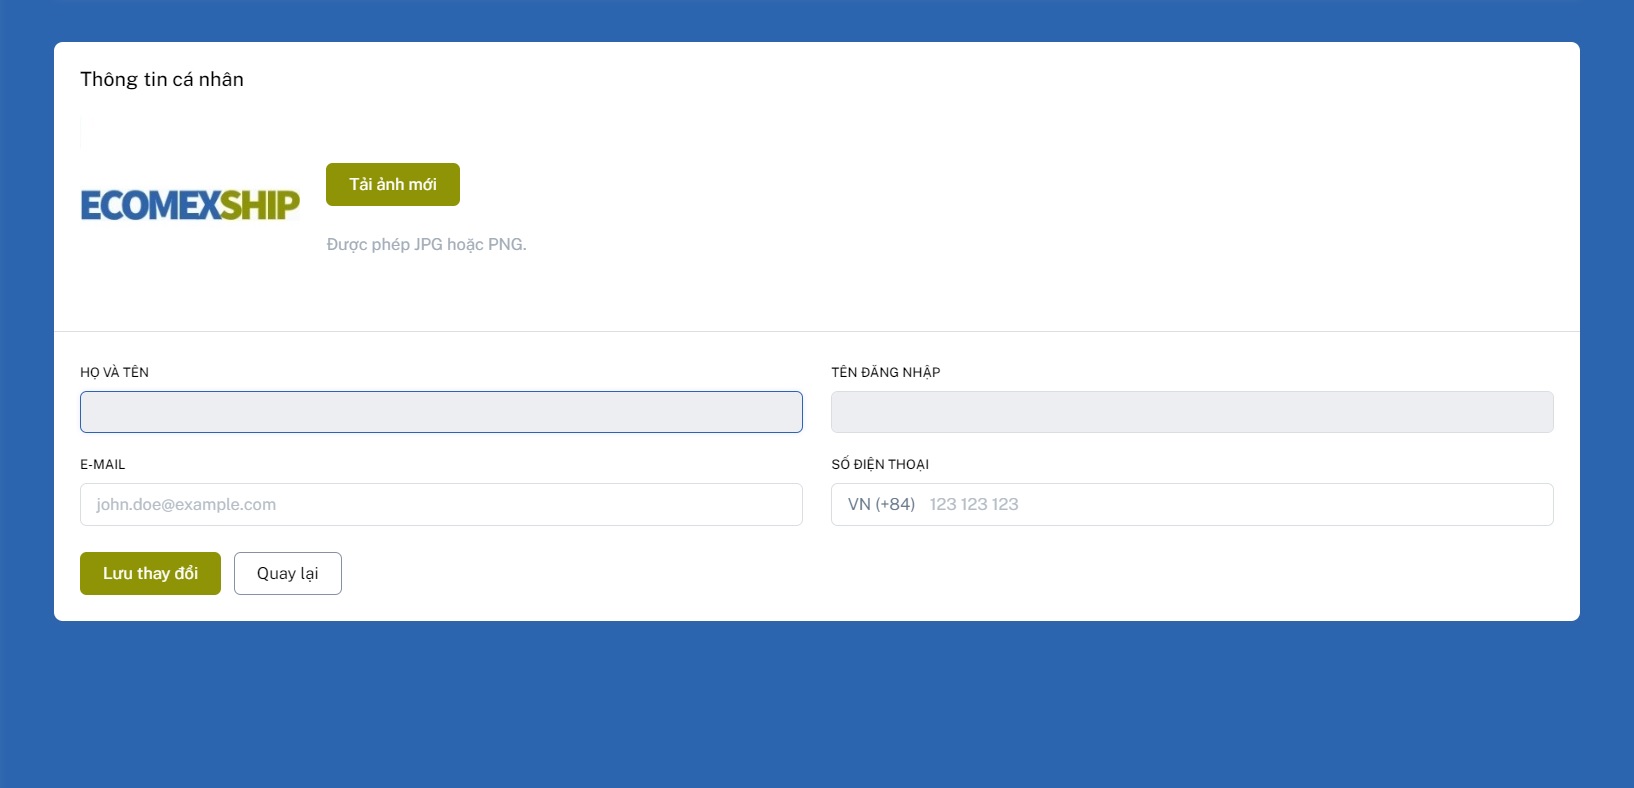 Thông tin cá nhân
ECOMEXSHIP
Tải ảnh mới
Được phép JPG hoặc PNG.
HỌ VÀ TÊN
TÊN ĐĂNG NHẬP
E-MAIL
john.doe@example.com
SỐ ĐIỆN THOẠI
VN (+84) 123 123 123
Lưu thay đổi
Quay lại